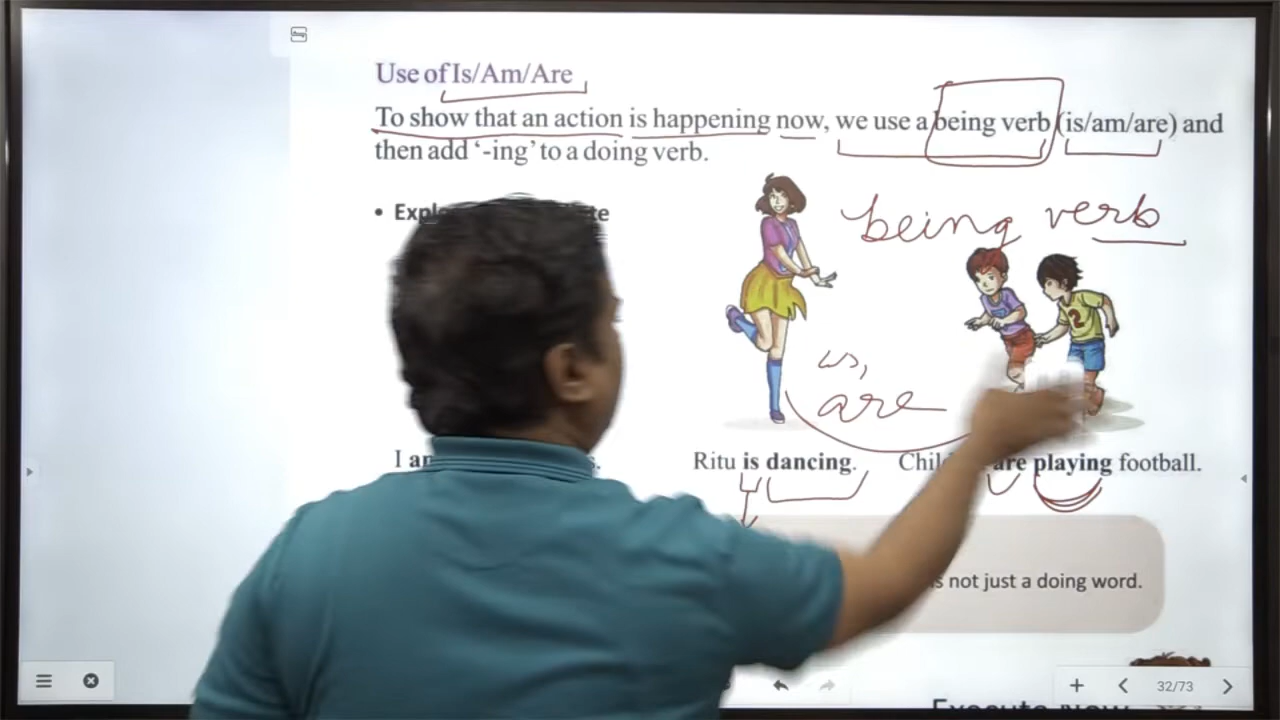 Use of Is/Am/Are
To show that an action is happening now, we use a being verb (is/am/are) and
then add ‘-ing’ to a doing verb.
being verb
is,
are
I
Ritu is dancing.
are playing football.
not just a doing word.
32/73